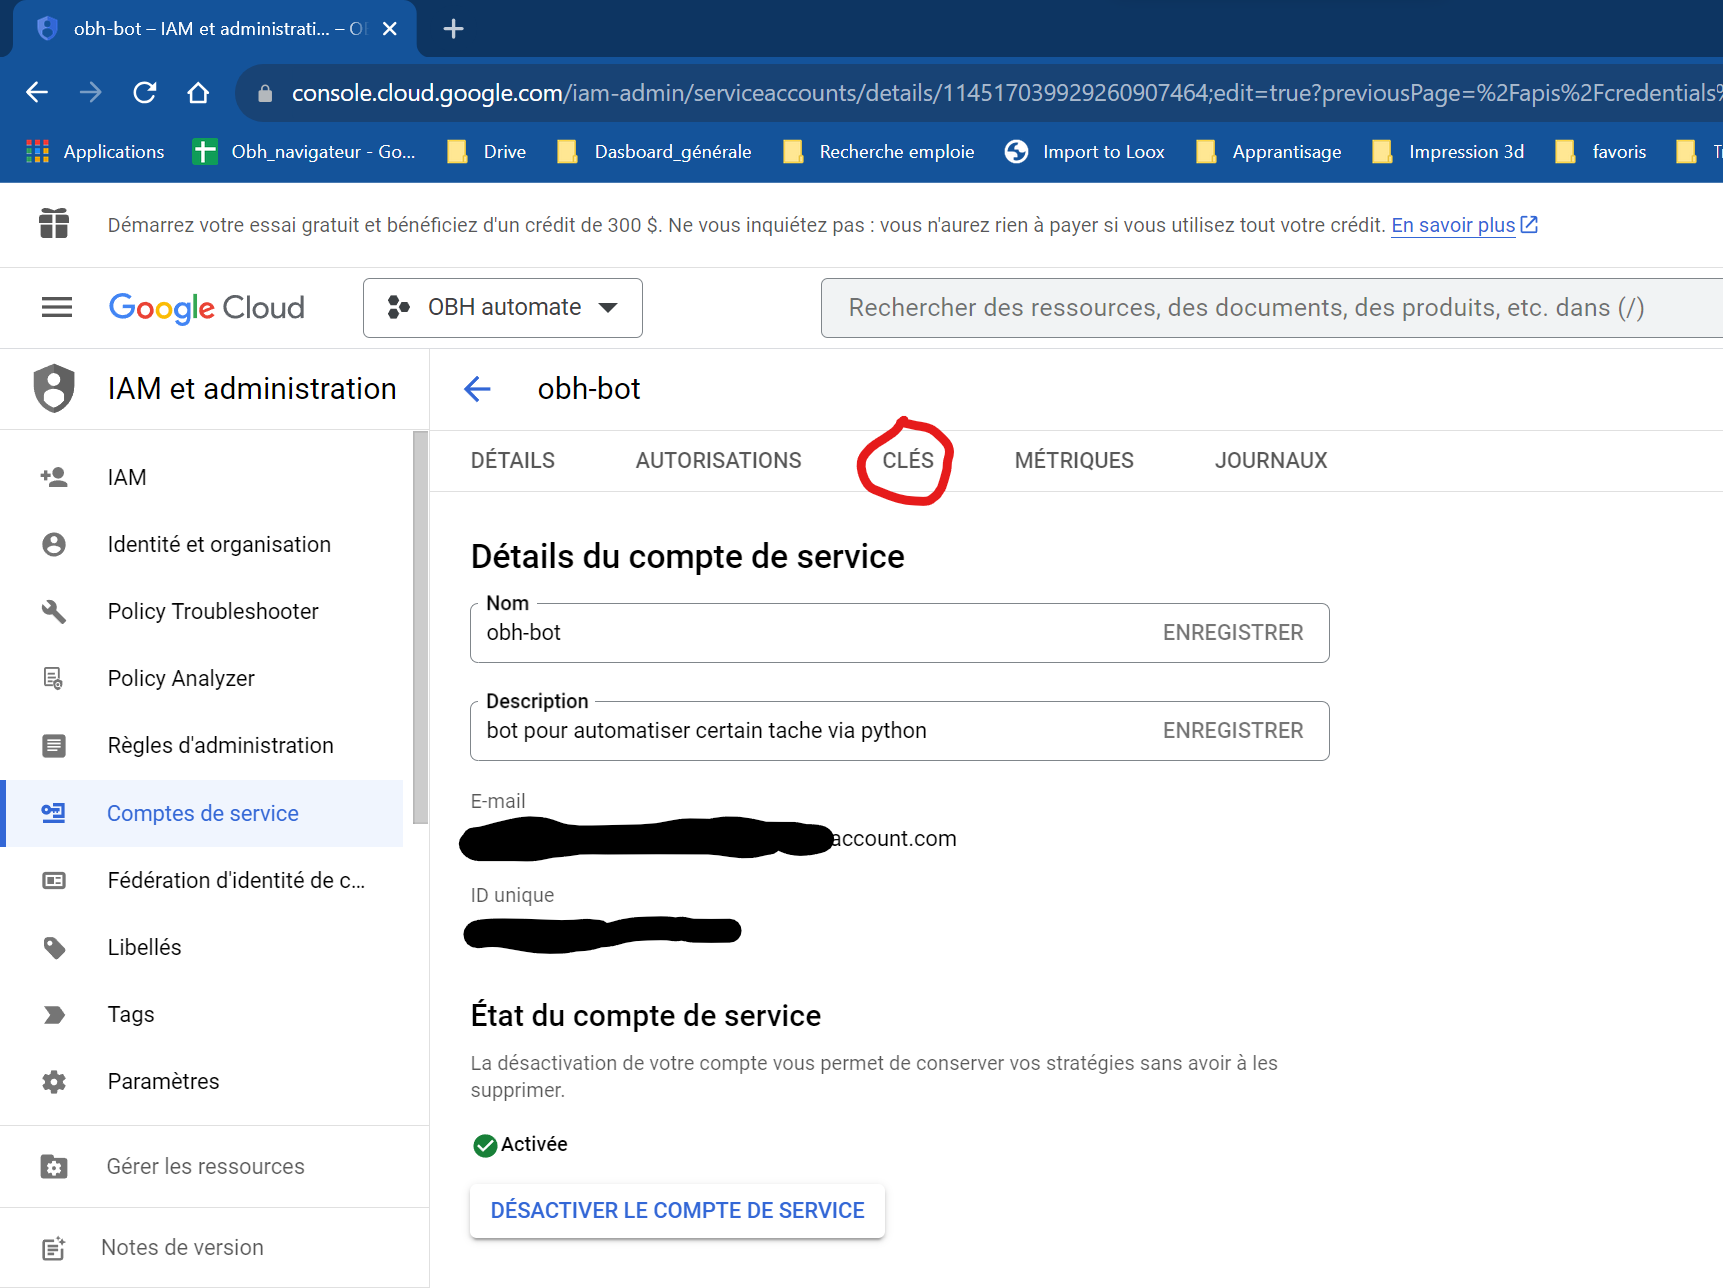 obh-bot – IAM et administrati... – O
console.cloud.google.com/iam-admin/serviceaccounts/details/114517039929260907464;edit=true?previousPage=%2Fapis%2Fcredentials%
Applications Obh_navigateur - Go... Drive Dasboard_générale Recherche emploie Import to Loox Apprantisage Impression 3d favoris
Démarrez votre essai gratuit et bénéficiez d'un crédit de 300 $. Ne vous inquiétez pas : vous n'aurez rien à payer si vous utilisez tout votre crédit. En savoir plus
Google Cloud OBH automate Rechercher des ressources, des documents, des produits, etc. dans (/)
IAM et administration
obh-bot
DÉTAILS AUTORISATIONS CLÉS MÉTRIQUES JOURNAUX
IAM
Identité et organisation
Policy Troubleshooter
Policy Analyzer
Règles d'administration
Comptes de service
Fédération d'identité de c...
Libellés
Tags
Paramètres
Gérer les ressources
Notes de version
Détails du compte de service
Nom
obh-bot ENREGISTRER
Description
bot pour automatiser certain tache via python ENREGISTRER
E-mail
account.com
ID unique
État du compte de service
La désactivation de votre compte vous permet de conserver vos stratégies sans avoir à les
supprimer.
Activée
DÉSACTIVER LE COMPTE DE SERVICE